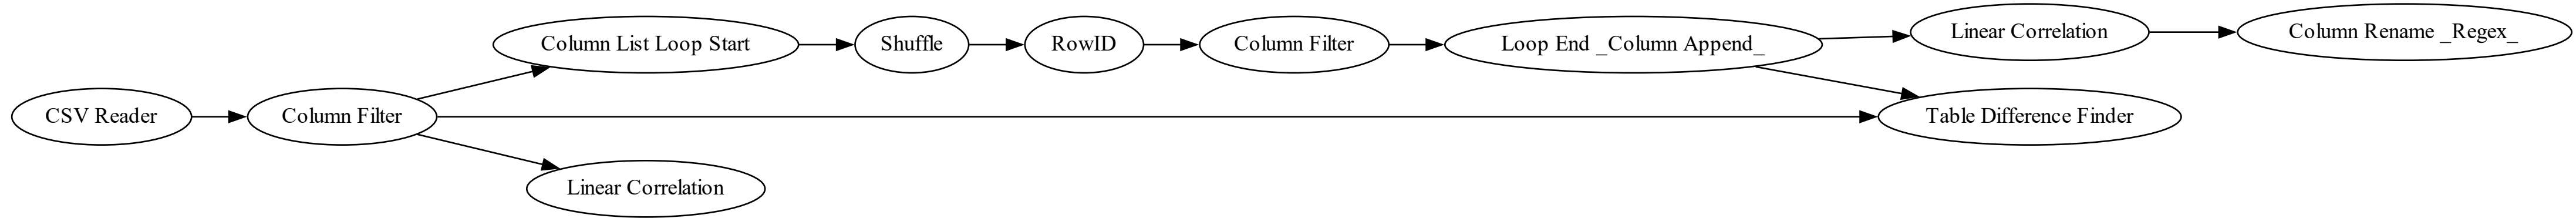 CSV Reader
Column Filter
Column List Loop Start
Shuffle
RowID
Column Filter
Loop End _Column Append_
Linear Correlation
Column Rename _Regex_
Table Difference Finder
Linear Correlation